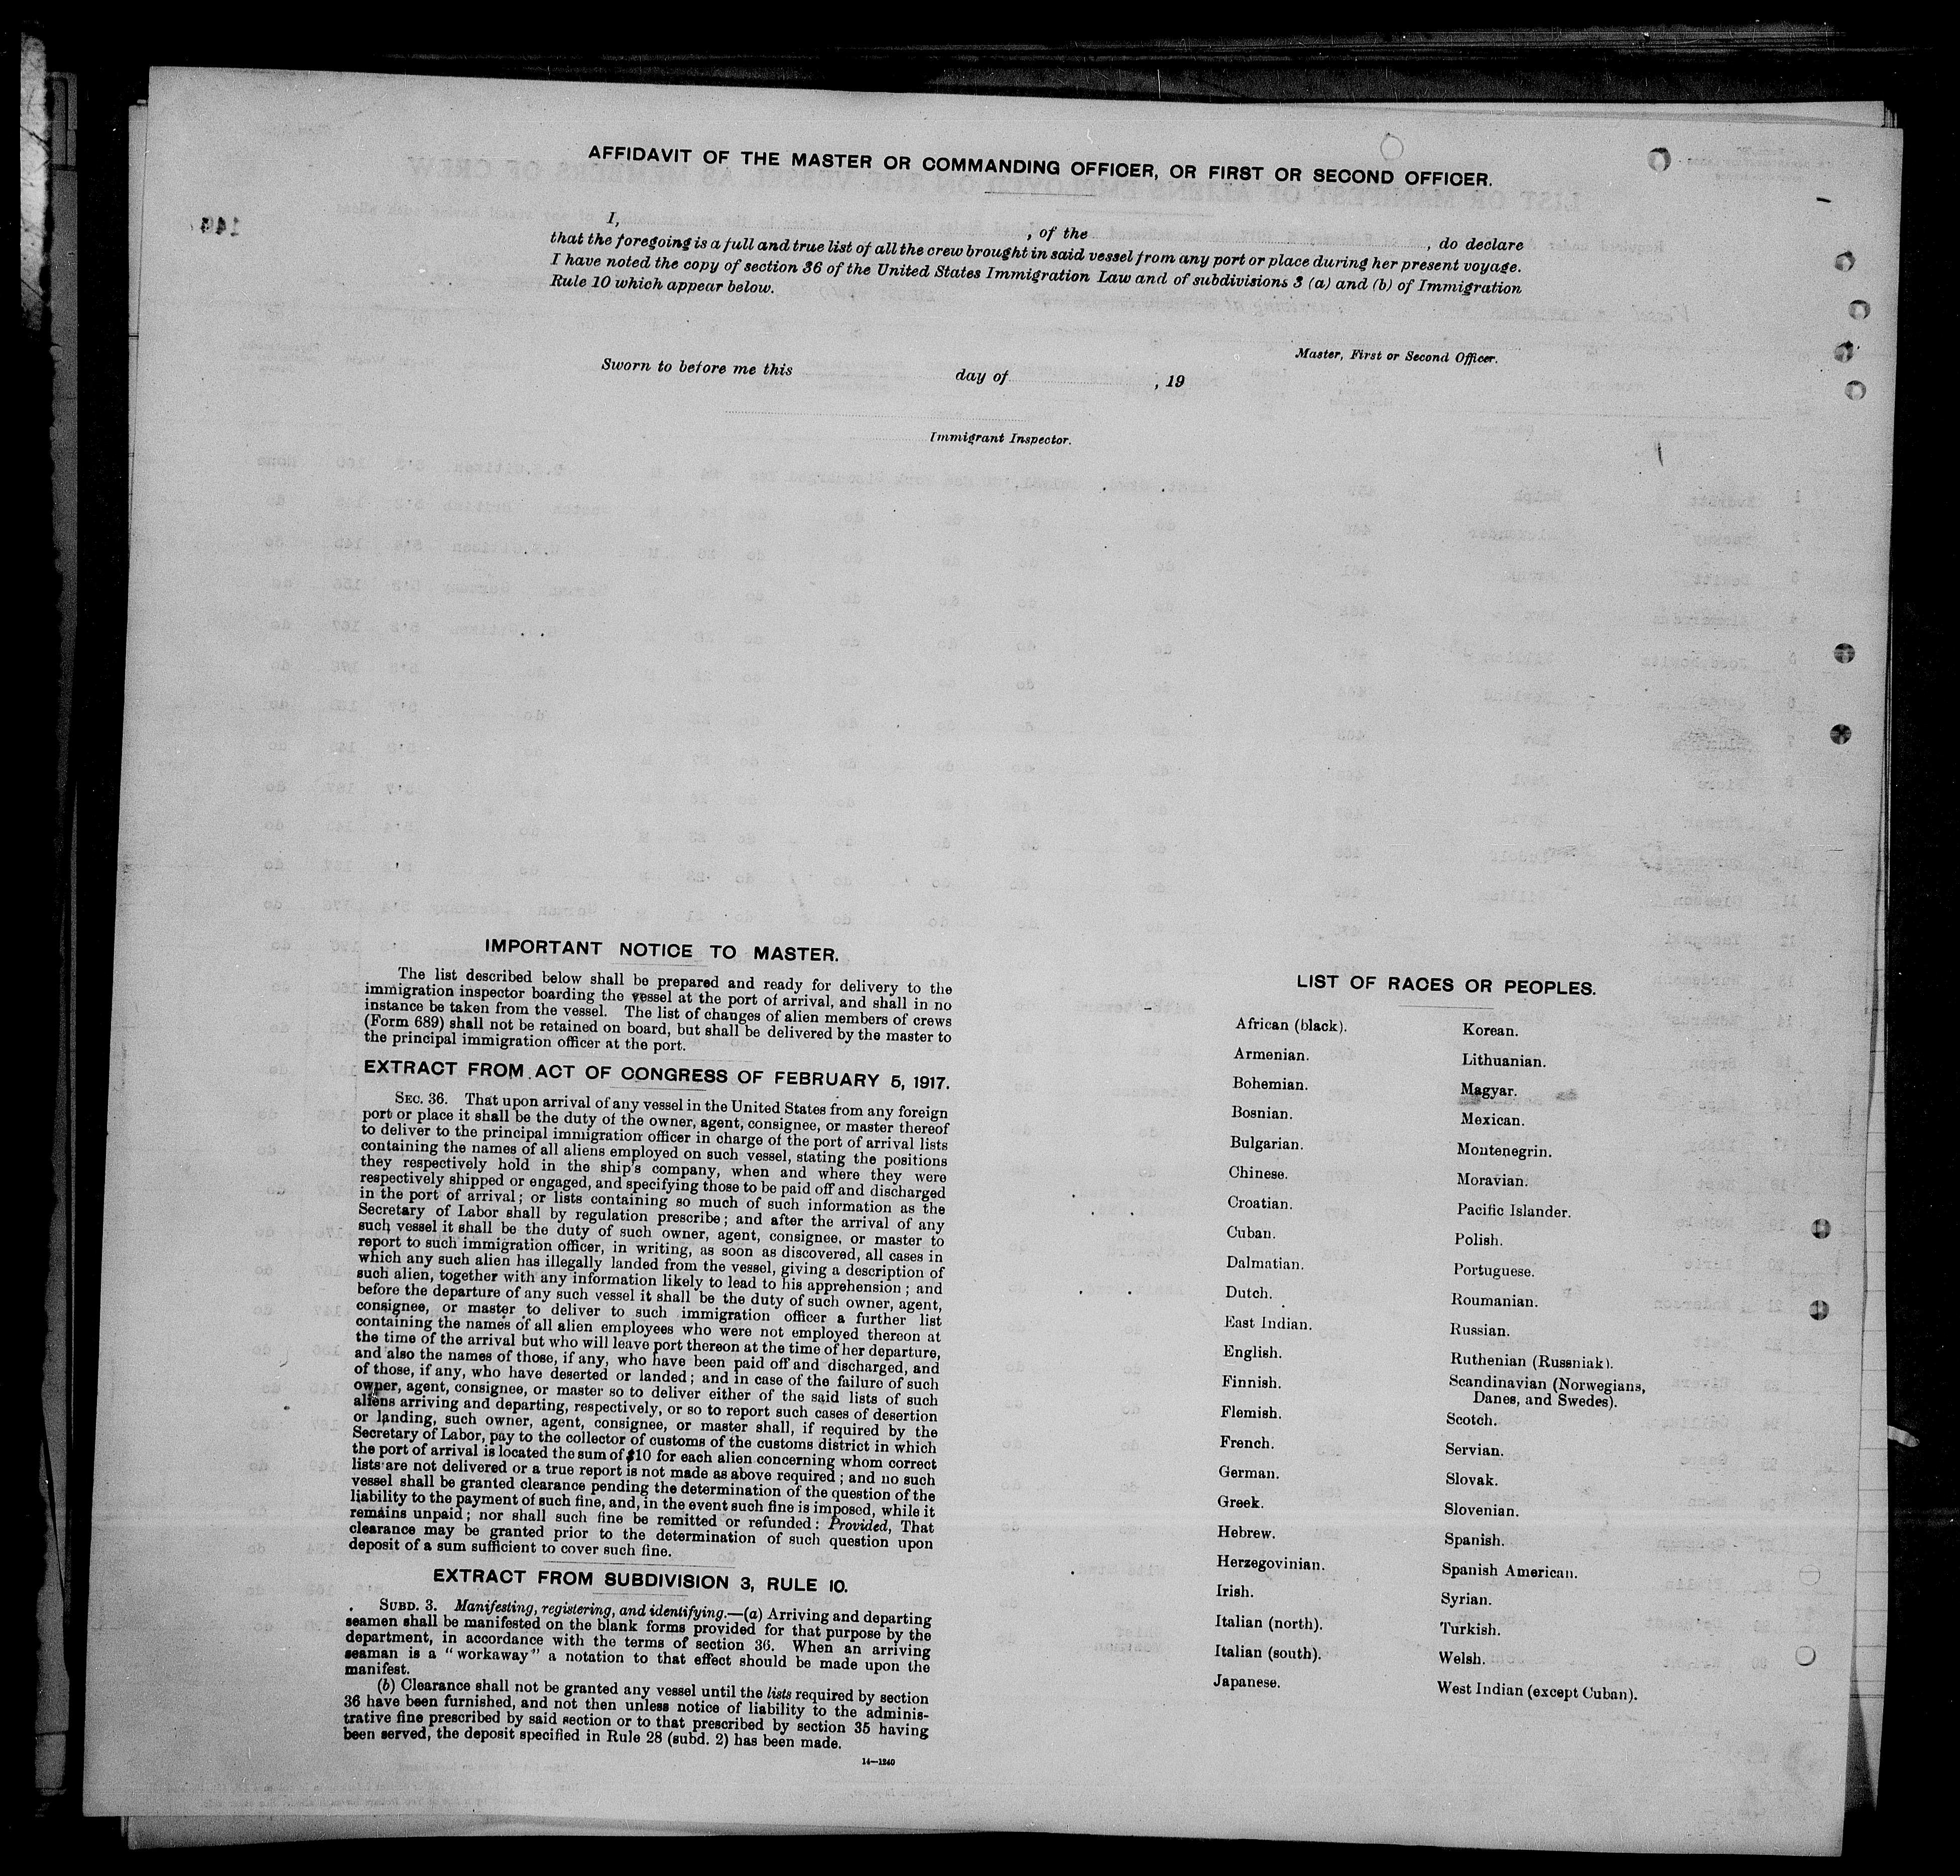 AFFIDAVIT OF THE MASTER OR COMMANDING OFFICER, OR FIRST OR SECOND OFFICER.
I, , of the , do declare
that the foregoing is a full and true list of all the crew brought in said vessel from any port or place during her present voyage.
I have noted the copy of section 36 of the United States Immigration Law and of subdivisions 3 (a) and (b) of Immigration
Rule 10 which appear below.
Master, First or Second Officer.
Sworn to before me this day of , 19
Immigrant Inspector.
IMPORTANT NOTICE TO MASTER.
The list described below shall be prepared and ready for delivery to the
immigration inspector boarding the vessel at the port of arrival, and shall in no
instance be taken from the vessel. The list of changes of alien members of crews
(Form 689) shall not be retained on board, but shall be delivered by the master to
the principal immigration officer at the port.
EXTRACT FROM ACT OF CONGRESS OF FEBRUARY 5, 1917.
SEC. 36. That upon arrival of any vessel in the United States from any foreign
port or place it shall be the duty of the owner, agent, consignee, or master thereof
to deliver to the principal immigration officer in charge of the port of arrival lists
containing the names of all aliens employed on such vessel, stating the positions
they respectively hold in the ship's company, when and where they were
respectively shipped or engaged, and specifying those to be paid off and discharged
in the port of arrival; or lists containing so much of such information as the
Secretary of Labor shall by regulation prescribe; and after the arrival of any
such vessel it shall be the duty of such owner, agent, consignee, or master to
report to such immigration officer, in writing, as soon as discovered, all cases in
which any such alien has illegally landed from the vessel, giving a description of
such alien, together with any information likely to lead to his apprehension; and
before the departure of any such vessel it shall be the duty of such owner, agent,
consignee, or master to deliver to such immigration officer a further list
containing the names of all alien employees who were not employed thereon at
the time of the arrival but who will leave port thereon at the time of her departure,
and also the names of those, if any, who have been paid off and discharged, and
of those, if any, who have deserted or landed; and in case of the failure of such
owner, agent, consignee, or master so to deliver either of the said lists of such
aliens arriving and departing, respectively, or so to report such cases of desertion
or landing, such owner, agent, consignee, or master shall, if required by the
Secretary of Labor, pay to the collector of customs of the customs district in which
the port of arrival is located the sum of $10 for each alien concerning whom correct
lists are not delivered or a true report is not made as above required; and no such
vessel shall be granted clearance pending the determination of the question of the
liability to the payment of such fine, and, in the event such fine is imposed, while it
remains unpaid; nor shall such fine be remitted or refunded: Provided, That
clearance may be granted prior to the determination of such question upon
deposit of a sum sufficient to cover such fine.
EXTRACT FROM SUBDIVISION 3, RULE 10.
SUBD. 3. Manifesting, registering, and identifying.—(a) Arriving and departing
seamen shall be manifested on the blank forms provided for that purpose by the
department, in accordance with the terms of section 36. When an arriving
seaman is a "workaway" a notation to that effect should be made upon the
manifest.
(b) Clearance shall not be granted any vessel until the lists required by section
36 have been furnished, and not then unless notice of liability to the adminis-
trative fine prescribed by said section or to that prescribed by section 35 having
been served, the deposit specified in Rule 28 (subd. 2) has been made.
14—1240
LIST OF RACES OR PEOPLES.
African (black).
Armenian.
Bohemian.
Bosnian.
Bulgarian.
Chinese.
Croatian.
Cuban.
Dalmatian.
Dutch.
East Indian.
English.
Finnish.
Flemish.
French.
German.
Greek.
Hebrew.
Herzegovinian.
Irish.
Italian (north).
Italian (south).
Japanese.
Korean.
Lithuanian.
Magyar.
Mexican.
Montenegrin.
Moravian.
Pacific Islander.
Polish.
Portuguese.
Roumanian.
Russian.
Ruthenian (Russniak).
Scandinavian (Norwegians,
Danes, and Swedes).
Scotch.
Servian.
Slovak.
Slovenian.
Spanish.
Spanish American.
Syrian.
Turkish.
Welsh.
West Indian (except Cuban).